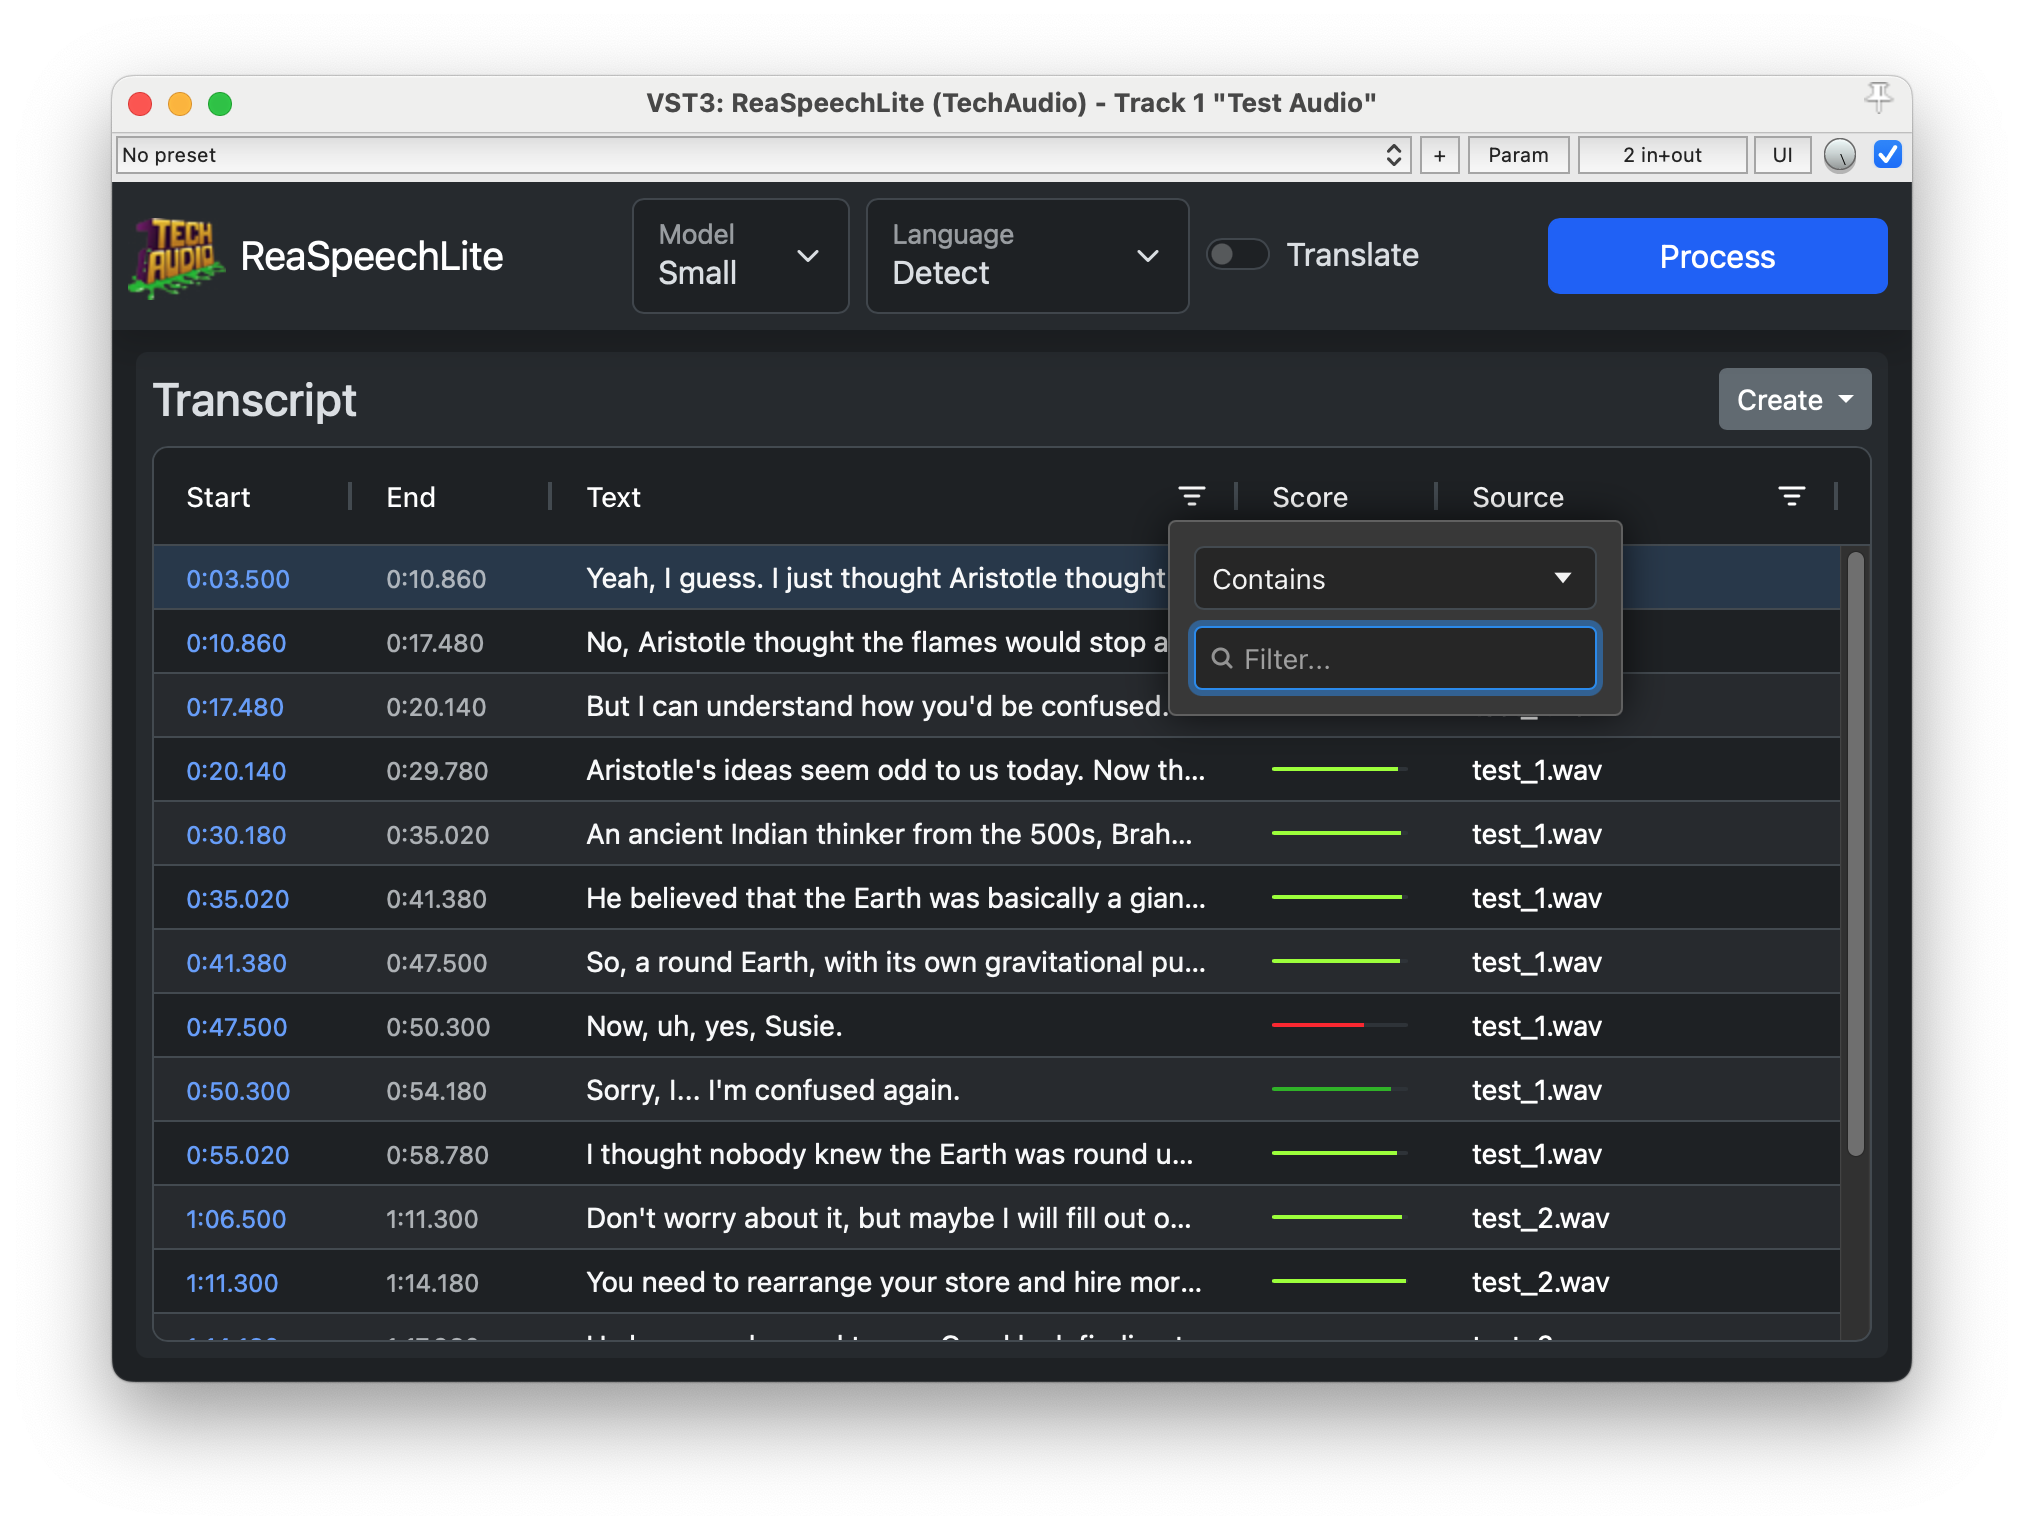 VST3: ReaSpeechLite (TechAudio) - Track 1 "Test Audio"
No preset + Param 2 in+out UI
TECH AUDIO
ReaSpeechLite
Model
Small
Language
Detect
Translate
Process
Transcript
Create
Start End Text Score Source
Contains
Filter...
0:03.500 0:10.860 Yeah, I guess. I just thought Aristotle thought
0:10.860 0:17.480 No, Aristotle thought the flames would stop a
0:17.480 0:20.140 But I can understand how you'd be confused.
0:20.140 0:29.780 Aristotle's ideas seem odd to us today. Now th... test_1.wav
0:30.180 0:35.020 An ancient Indian thinker from the 500s, Brah... test_1.wav
0:35.020 0:41.380 He believed that the Earth was basically a gian... test_1.wav
0:41.380 0:47.500 So, a round Earth, with its own gravitational pu... test_1.wav
0:47.500 0:50.300 Now, uh, yes, Susie. test_1.wav
0:50.300 0:54.180 Sorry, I... I'm confused again. test_1.wav
0:55.020 0:58.780 I thought nobody knew the Earth was round u... test_1.wav
1:06.500 1:11.300 Don't worry about it, but maybe I will fill out o... test_2.wav
1:11.300 1:14.180 You need to rearrange your store and hire mor... test_2.wav